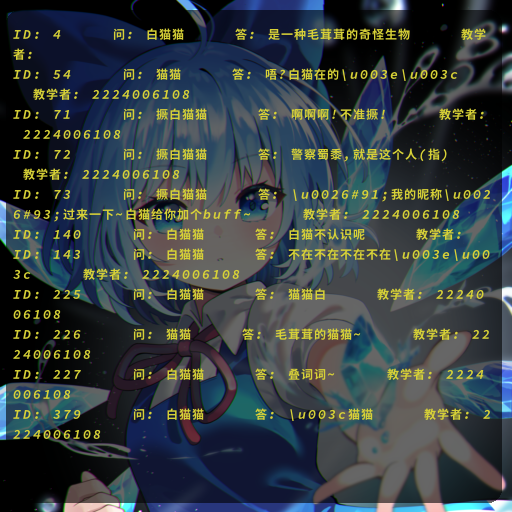 ID: 4 问: 白猫猫 答: 是一种毛茸茸的奇怪生物 教学
者:
ID: 54 问: 猫猫 答: 唔?白猫在的\u003e\u003c
教学者: 2224006108
ID: 71 问: 撅白猫猫 答: 啊啊啊!不准撅! 教学者:
2224006108
ID: 72 问: 撅白猫猫 答: 警察蜀黍,就是这个人(指)
教学者: 2224006108
ID: 73 问: 撅白猫猫 答: \u0026#91;我的昵称\u002
6#93;过来一下~白猫给你加个buff~ 教学者: 2224006108
ID: 140 问: 白猫猫 答: 白猫不认识呢 教学者:
ID: 143 问: 白猫猫 答: 不在不在不在不在\u003e\u00
3c 教学者: 2224006108
ID: 225 问: 白猫猫 答: 猫猫白 教学者: 22240
06108
ID: 226 问: 猫猫 答: 毛茸茸的猫猫~ 教学者: 22
24006108
ID: 227 问: 白猫猫 答: 叠词词~ 教学者: 2224
006108
ID: 379 问: 白猫猫 答: \u003c猫猫 教学者: 2
224006108